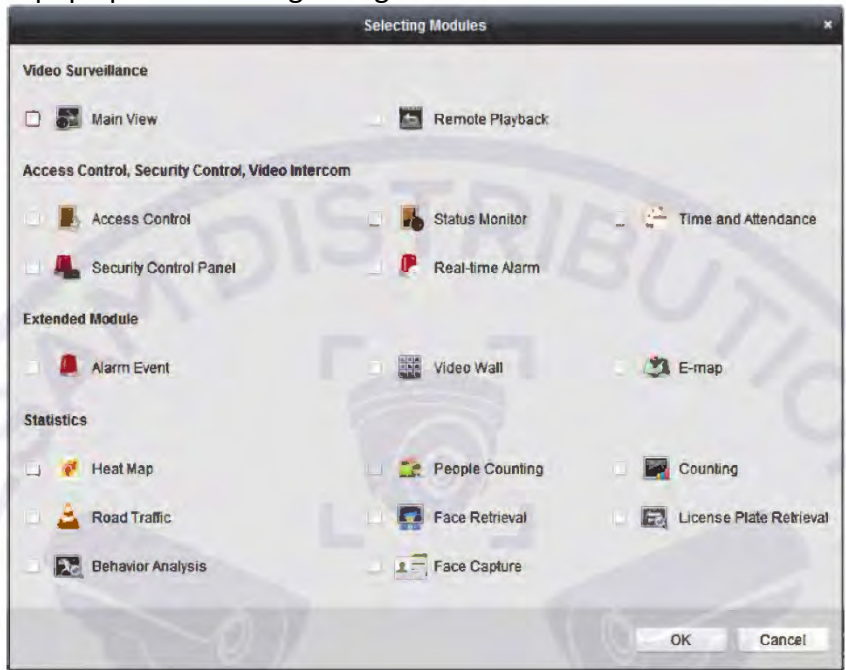 Selecting Modules ×
Video Surveillance
Main View Remote Playback
Access Control, Security Control, Video Intercom
Access Control Status Monitor Time and Attendance
Security Control Panel Real-time Alarm
Extended Module
Alarm Event Video Wall E-map
Statistics
Heat Map People Counting Counting
Road Traffic Face Retrieval License Plate Retrieval
Behavior Analysis Face Capture
OK Cancel
CAMDISTRIBUTION